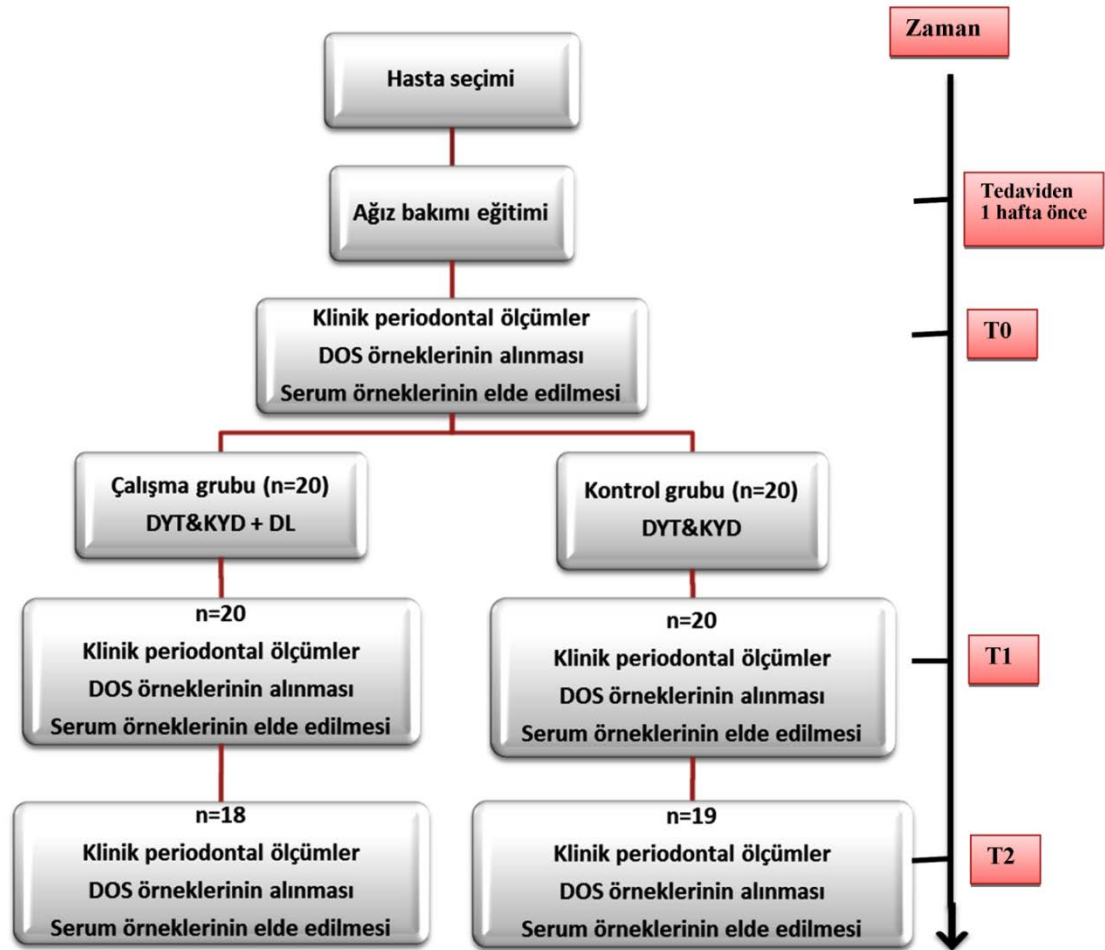 Zaman
Hasta seçimi
Tedaviden
1 hafta önce
Ağız bakımı eğitimi
Klinik periodontal ölçümler
DOS örneklerinin alınması
Serum örneklerinin elde edilmesi
T0
Çalışma grubu (n=20)
DYT&KYD + DL
Kontrol grubu (n=20)
DYT&KYD
n=20
Klinik periodontal ölçümler
DOS örneklerinin alınması
Serum örneklerinin elde edilmesi
n=20
Klinik periodontal ölçümler
DOS örneklerinin alınması
Serum örneklerinin elde edilmesi
T1
n=18
Klinik periodontal ölçümler
DOS örneklerinin alınması
Serum örneklerinin elde edilmesi
n=19
Klinik periodontal ölçümler
DOS örneklerinin alınması
Serum örneklerinin elde edilmesi
T2